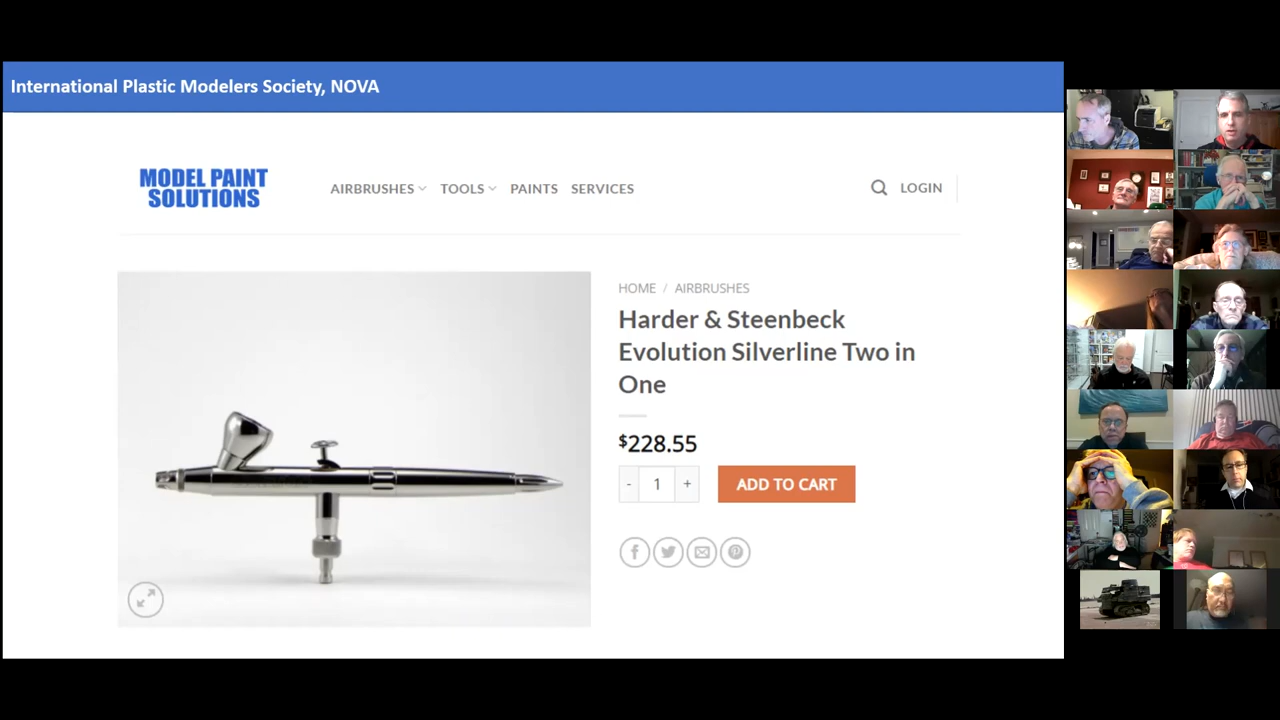 International Plastic Modelers Society, NOVA
MODEL PAINT
SOLUTIONS
AIRBRUSHES TOOLS PAINTS SERVICES
LOGIN
HOME / AIRBRUSHES
Harder & Steenbeck
Evolution Silverline Two in
One
$228.55
- 1 +
ADD TO CART